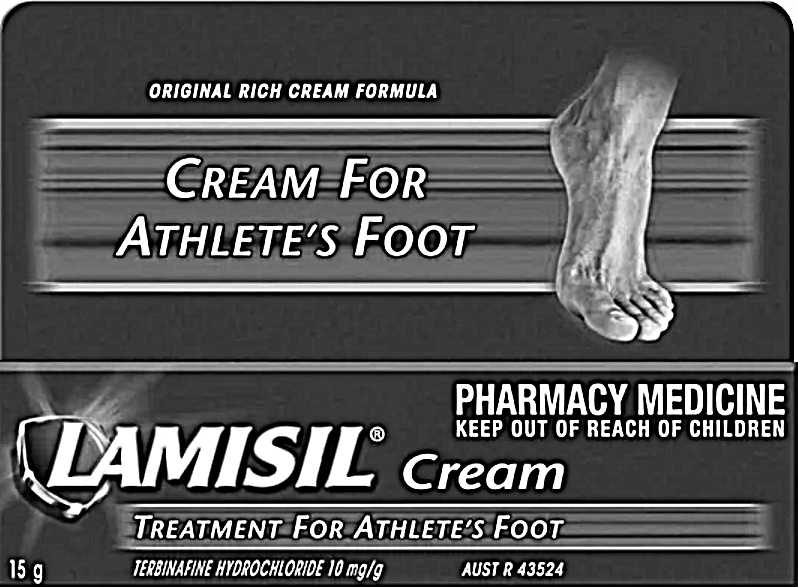 ORIGINAL RICH CREAM FORMULA
CREAM FOR
ATHLETE'S FOOT
PHARMACY MEDICINE
KEEP OUT OF REACH OF CHILDREN
LAMISIL® Cream
TREATMENT FOR ATHLETE'S FOOT
15 g TERBINAFINE HYDROCHLORIDE 10 mg/g AUST R 43524